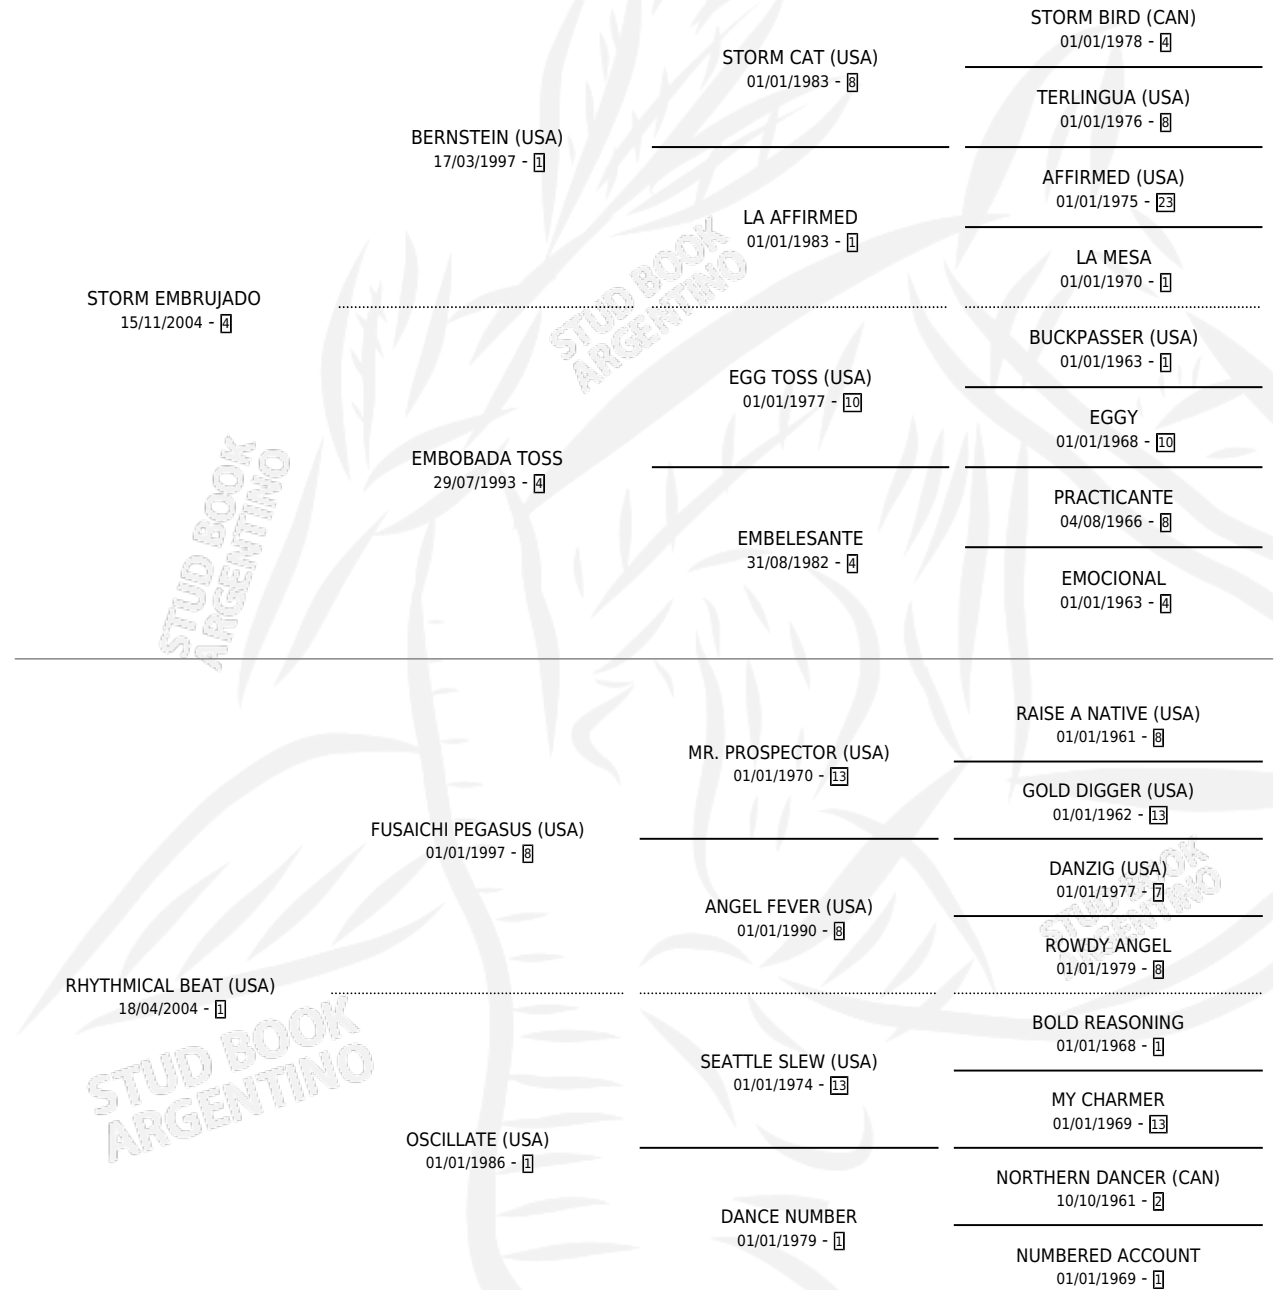 STORM BIRD (CAN)
01/01/1978 - 4
STORM CAT (USA)
01/01/1983 - 8
TERLINGUA (USA)
01/01/1976 - 8
BERNSTEIN (USA)
17/03/1997 - 1
AFFIRMED (USA)
01/01/1975 - 23
LA AFFIRMED
01/01/1983 - 1
LA MESA
01/01/1970 - 1
STORM EMBRUJADO
15/11/2004 - 4
BUCKPASSER (USA)
01/01/1963 - 1
EGG TOSS (USA)
01/01/1977 - 10
EGGY
01/01/1968 - 10
EMBOBADA TOSS
29/07/1993 - 4
PRACTICANTE
04/08/1966 - 8
EMBELESANTE
31/08/1982 - 4
EMOCIONAL
01/01/1963 - 4
STUD BOOK
ARGENTINO
STUD BOOK
ARGENTINO
RAISE A NATIVE (USA)
01/01/1961 - 8
MR. PROSPECTOR (USA)
01/01/1970 - 13
GOLD DIGGER (USA)
01/01/1962 - 13
FUSAICHI PEGASUS (USA)
01/01/1997 - 8
DANZIG (USA)
01/01/1977 - 7
ANGEL FEVER (USA)
01/01/1990 - 8
ROWDY ANGEL
01/01/1979 - 8
RHYTHMICAL BEAT (USA)
18/04/2004 - 1
BOLD REASONING
01/01/1968 - 1
SEATTLE SLEW (USA)
01/01/1974 - 13
MY CHARMER
01/01/1969 - 13
OSCILLATE (USA)
01/01/1986 - 1
NORTHERN DANCER (CAN)
10/10/1961 - 2
DANCE NUMBER
01/01/1979 - 1
NUMBERED ACCOUNT
01/01/1969 - 1
STUD BOOK
ARGENTINO
STUD BOOK
ARGENTINO